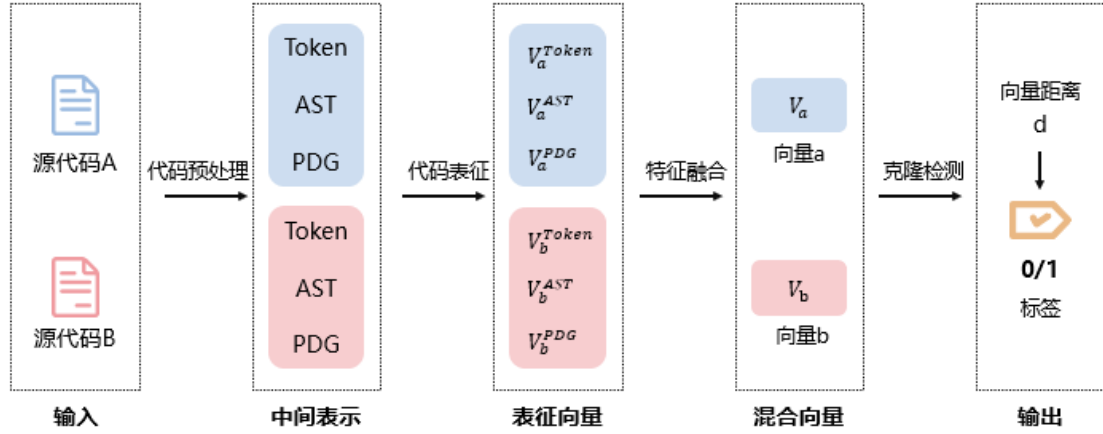 源代码A
源代码B
输入
代码预处理
Token
AST
PDG
Token
AST
PDG
中间表示
代码表征
V_a^{Token}
V_a^{AST}
V_a^{PDG}
V_b^{Token}
V_b^{AST}
V_b^{PDG}
表征向量
特征融合
V_a
向量a
V_b
向量b
混合向量
克隆检测
向量距离
d
0/1
标签
输出